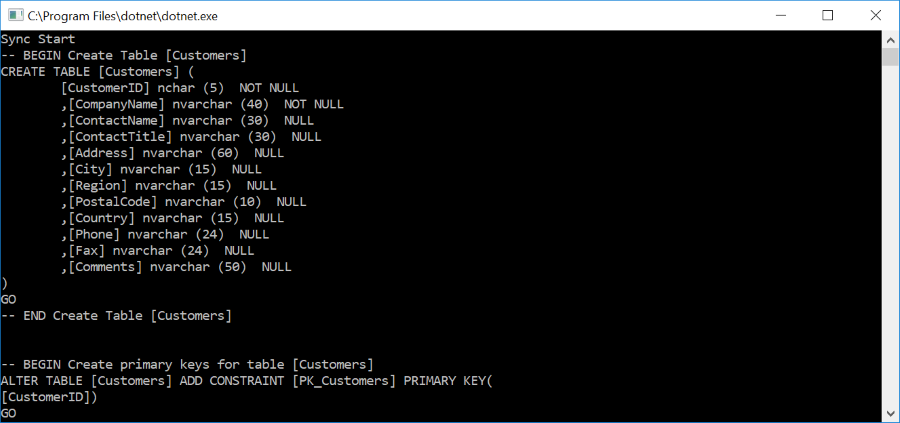 C:\Program Files\dotnet\dotnet.exe
Sync Start
-- BEGIN Create Table [Customers]
CREATE TABLE [Customers] (
        [CustomerID] nchar (5)  NOT NULL
        ,[CompanyName] nvarchar (40)  NOT NULL
        ,[ContactName] nvarchar (30)  NULL
        ,[ContactTitle] nvarchar (30)  NULL
        ,[Address] nvarchar (60)  NULL
        ,[City] nvarchar (15)  NULL
        ,[Region] nvarchar (15)  NULL
        ,[PostalCode] nvarchar (10)  NULL
        ,[Country] nvarchar (15)  NULL
        ,[Phone] nvarchar (24)  NULL
        ,[Fax] nvarchar (24)  NULL
        ,[Comments] nvarchar (50)  NULL
)
GO
-- END Create Table [Customers]
-- BEGIN Create primary keys for table [Customers]
ALTER TABLE [Customers] ADD CONSTRAINT [PK_Customers] PRIMARY KEY(
[CustomerID])
GO